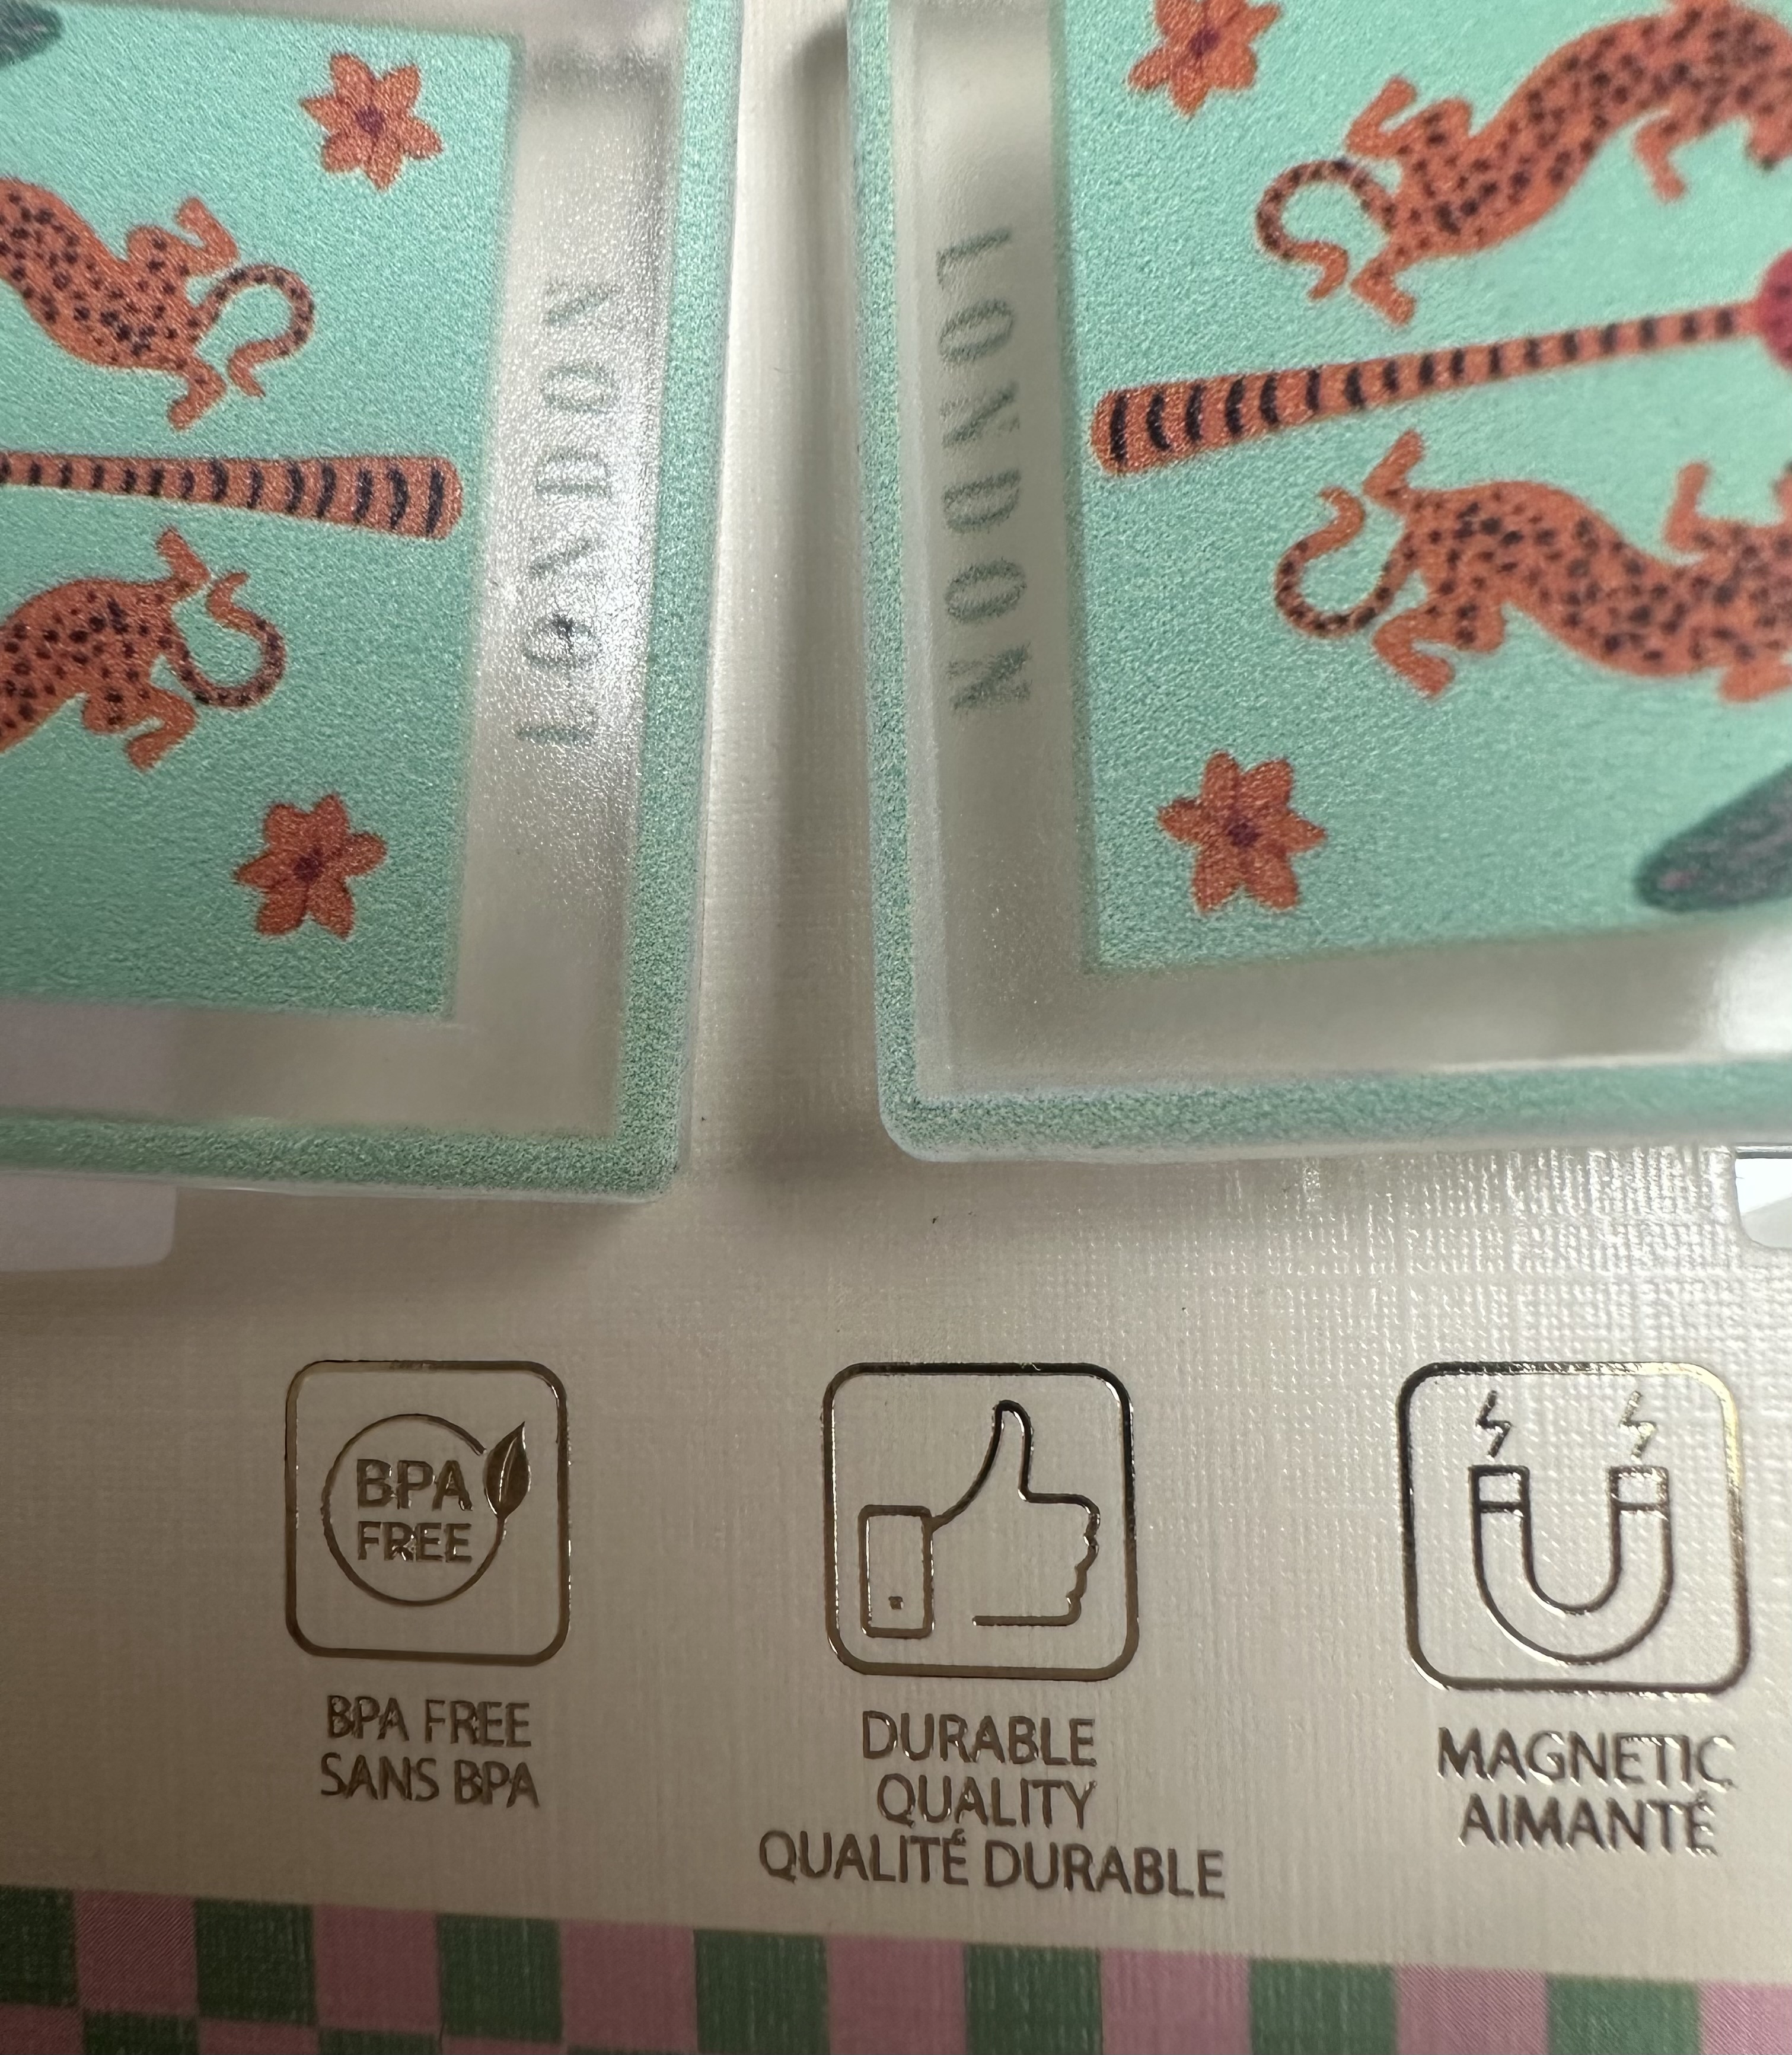 LONDON
LONDON
BPA
FREE
BPA FREE
SANS BPA
DURABLE
QUALITY
QUALITÉ DURABLE
MAGNETIC
AIMANTÉ